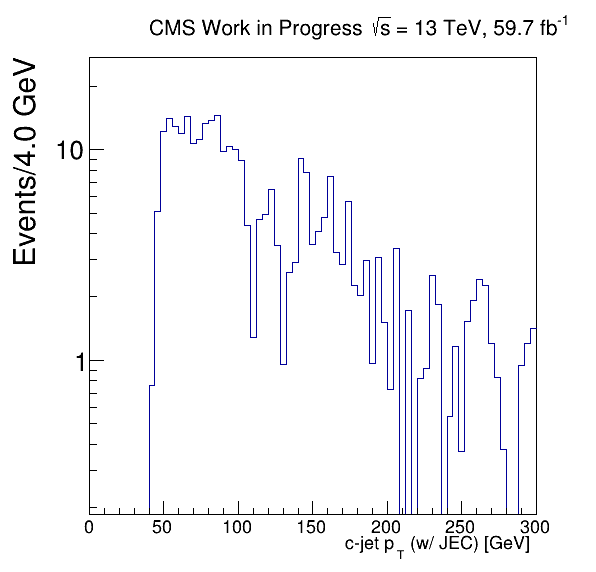 CMS Work in Progress √s = 13 TeV, 59.7 fb⁻¹
Events/4.0 GeV
10
1
0 50 100 150 200 250 300
c-jet p_T (w/ JEC) [GeV]